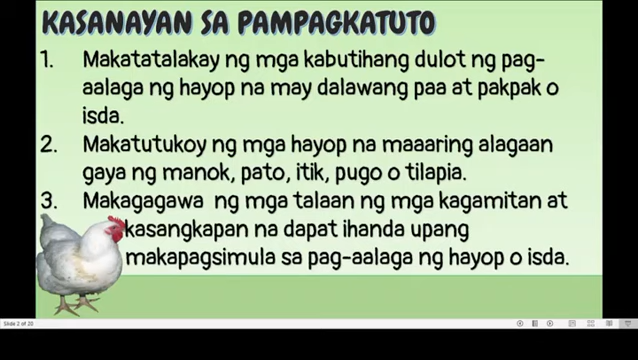 KASANAYAN SA PAMPAGKATUTO
1. Makatatalakay ng mga kabutihang dulot ng pag-
aalaga ng hayop na may dalawang paa at pakpak o
isda.
2. Makatutukoy ng mga hayop na maaaring alagaan
gaya ng manok, pato, itik, pugo o tilapia.
3. Makagagawa ng mga talaan ng mga kagamitan at
kasangkapan na dapat ihanda upang
makapagsimula sa pag-aalaga ng hayop o isda.
Slide 2 of 20